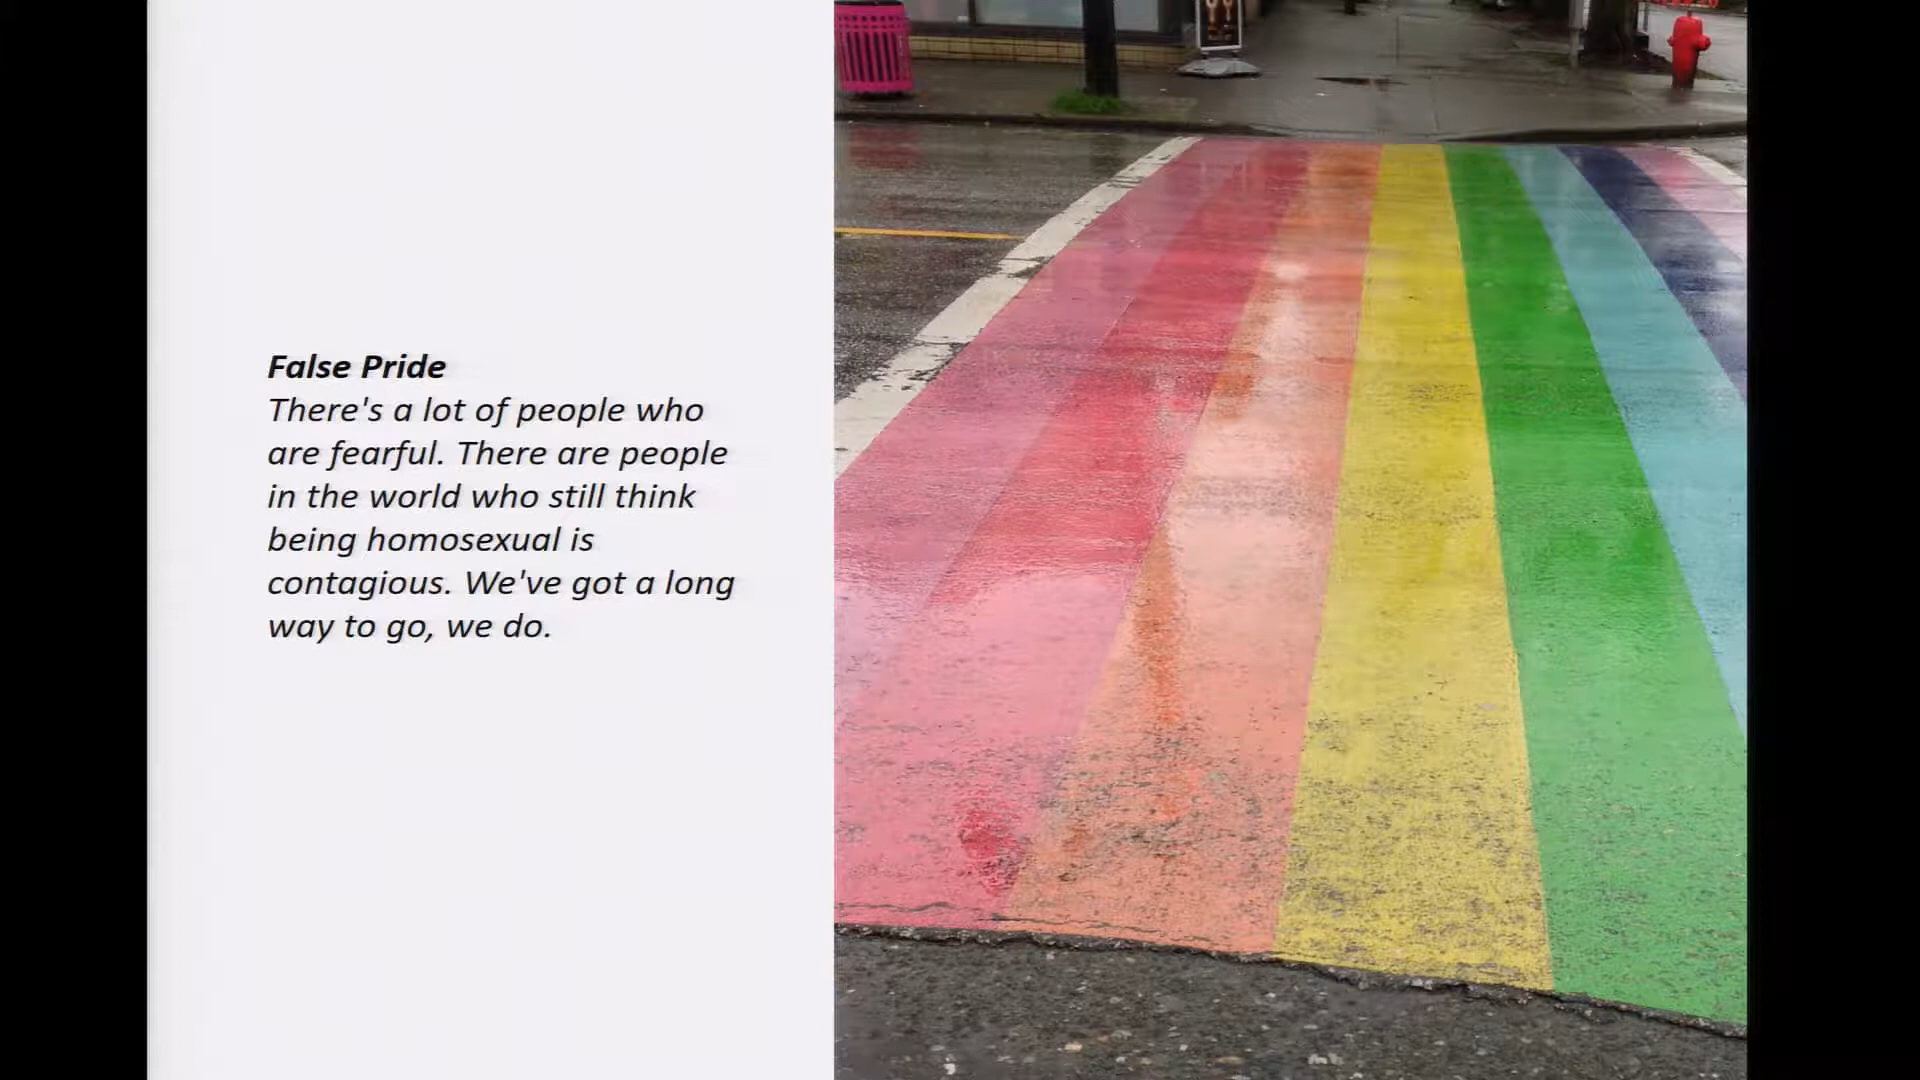 False Pride
There's a lot of people who
are fearful. There are people
in the world who still think
being homosexual is
contagious. We've got a long
way to go, we do.